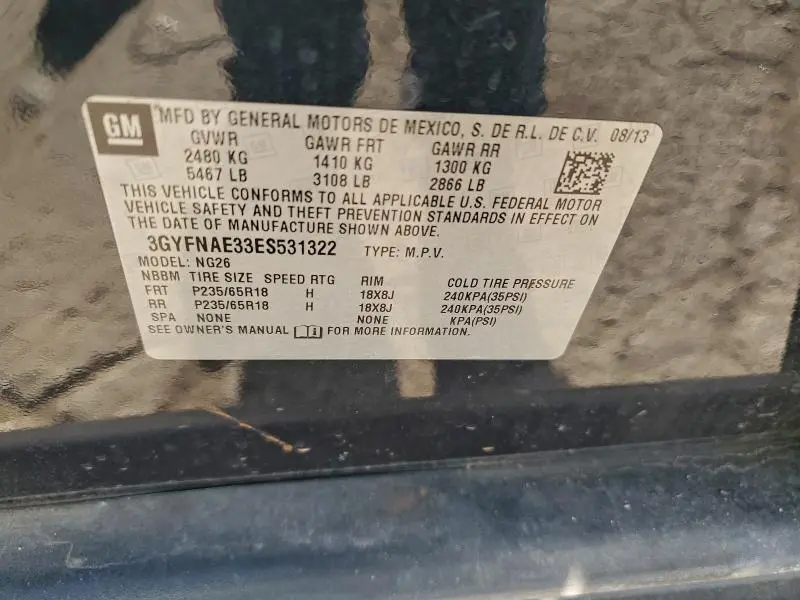 GM MFD BY GENERAL MOTORS DE MEXICO, S. DE R.L. DE C.V. 08/13
GVWR GAWR FRT GAWR RR
2480 KG 1410 KG 1300 KG
5467 LB 3108 LB 2866 LB
THIS VEHICLE CONFORMS TO ALL APPLICABLE U.S. FEDERAL MOTOR
VEHICLE SAFETY AND THEFT PREVENTION STANDARDS IN EFFECT ON
THE DATE OF MANUFACTURE SHOWN ABOVE.
3GYFNAE33ES531322 TYPE: M.P.V.
MODEL: NG26
NBBM TIRE SIZE SPEED RTG RIM COLD TIRE PRESSURE
FRT P235/65R18 H 18X8J 240KPA(35PSI)
RR P235/65R18 H 18X8J 240KPA(35PSI)
SPA NONE NONE KPA(PSI)
SEE OWNER'S MANUAL FOR MORE INFORMATION.